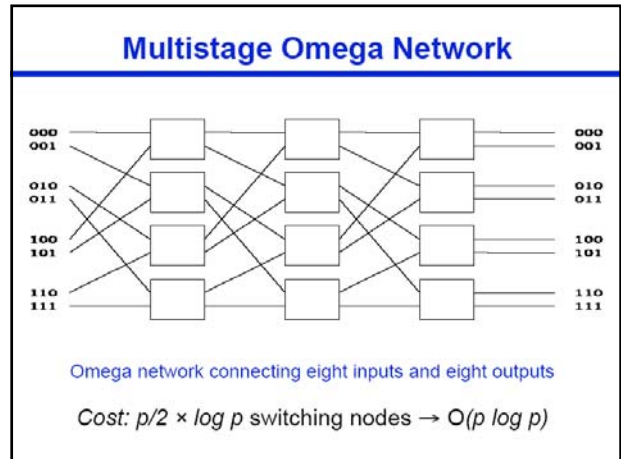 Multistage Omega Network
000 000
001 001
010 010
011 011
100 100
101 101
110 110
111 111
Omega network connecting eight inputs and eight outputs
Cost: p/2 × log p switching nodes → O(p log p)